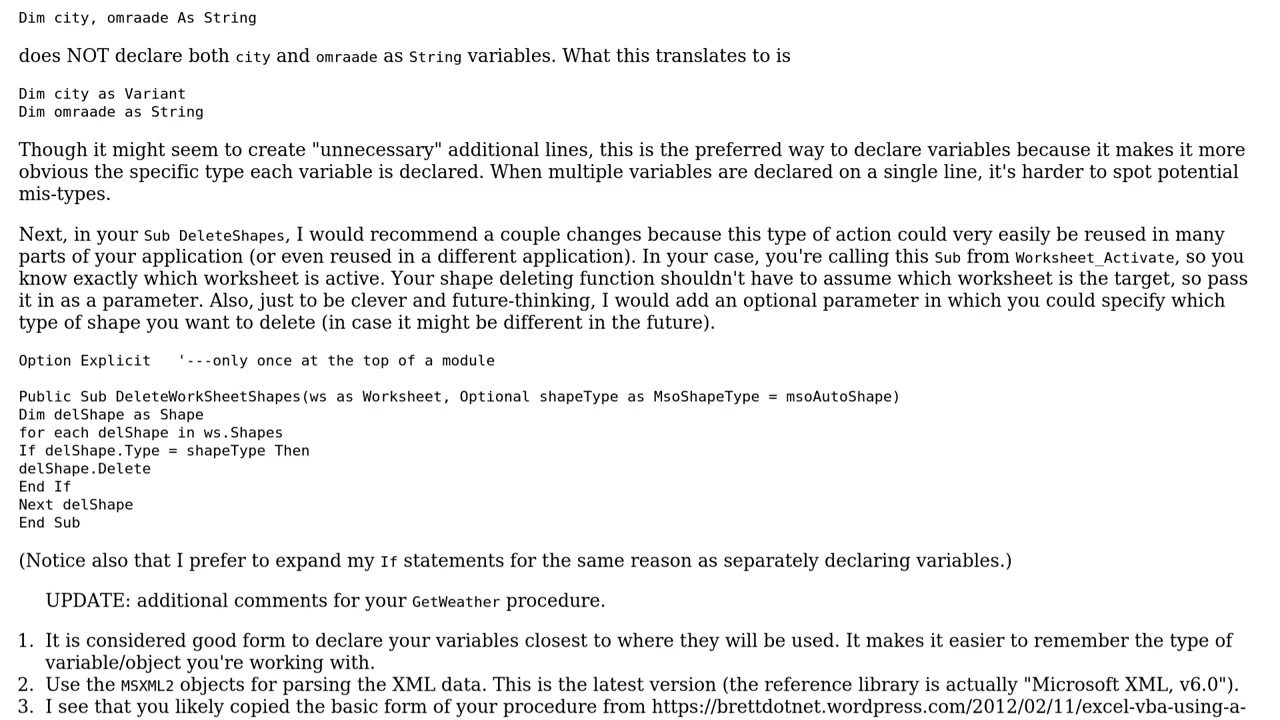 Dim city, omraade As String
does NOT declare both city and omraade as String variables. What this translates to is
Dim city as Variant
Dim omraade as String
Though it might seem to create "unnecessary" additional lines, this is the preferred way to declare variables because it makes it more
obvious the specific type each variable is declared. When multiple variables are declared on a single line, it's harder to spot potential
mis-types.
Next, in your Sub DeleteShapes, I would recommend a couple changes because this type of action could very easily be reused in many
parts of your application (or even reused in a different application). In your case, you're calling this Sub from Worksheet_Activate, so you
know exactly which worksheet is active. Your shape deleting function shouldn't have to assume which worksheet is the target, so pass
it in as a parameter. Also, just to be clever and future-thinking, I would add an optional parameter in which you could specify which
type of shape you want to delete (in case it might be different in the future).
Option Explicit   '---only once at the top of a module
Public Sub DeleteWorkSheetShapes(ws as Worksheet, Optional shapeType as MsoShapeType = msoAutoShape)
Dim delShape as Shape
for each delShape in ws.Shapes
If delShape.Type = shapeType Then
delShape.Delete
End If
Next delShape
End Sub
(Notice also that I prefer to expand my If statements for the same reason as separately declaring variables.)
UPDATE: additional comments for your GetWeather procedure.
1. It is considered good form to declare your variables closest to where they will be used. It makes it easier to remember the type of
variable/object you're working with.
2. Use the MSXML2 objects for parsing the XML data. This is the latest version (the reference library is actually "Microsoft XML, v6.0").
3. I see that you likely copied the basic form of your procedure from https://brettdotnet.wordpress.com/2012/02/11/excel-vba-using-a-